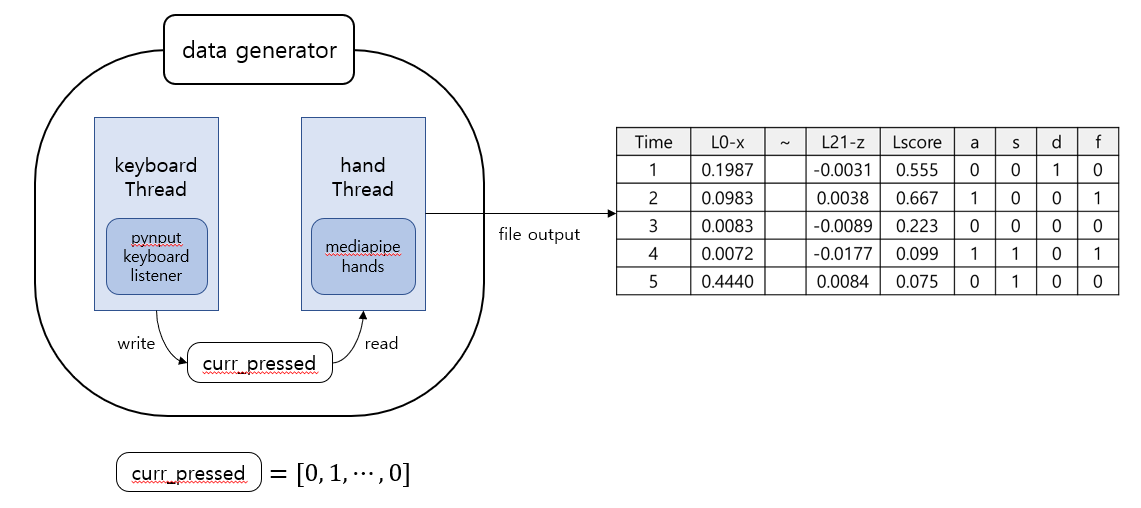 data generator
keyboard
Thread
pynput
keyboard
listener
hand
Thread
mediapipe
hands
write
read
curr_pressed
file output
Time L0-x ~ L21-z Lscore a s d f
1 0.1987 -0.0031 0.555 0 0 1 0
2 0.0983 0.0038 0.667 1 0 0 1
3 0.0083 -0.0089 0.223 0 0 0 0
4 0.0072 -0.0177 0.099 1 1 0 1
5 0.4440 0.0084 0.075 0 1 0 0
curr_pressed = [0, 1, ⋯ , 0]